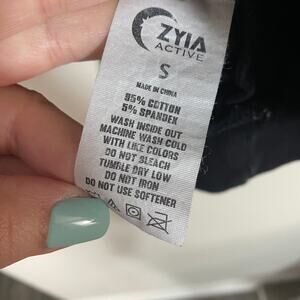 ZYIA
ACTIVE
S
MADE IN CHINA
95% COTTON
5% SPANDEX
WASH INSIDE OUT
MACHINE WASH COLD
WITH LIKE COLORS
DO NOT BLEACH
TUMBLE DRY LOW
DO NOT IRON
DO NOT USE SOFTENER